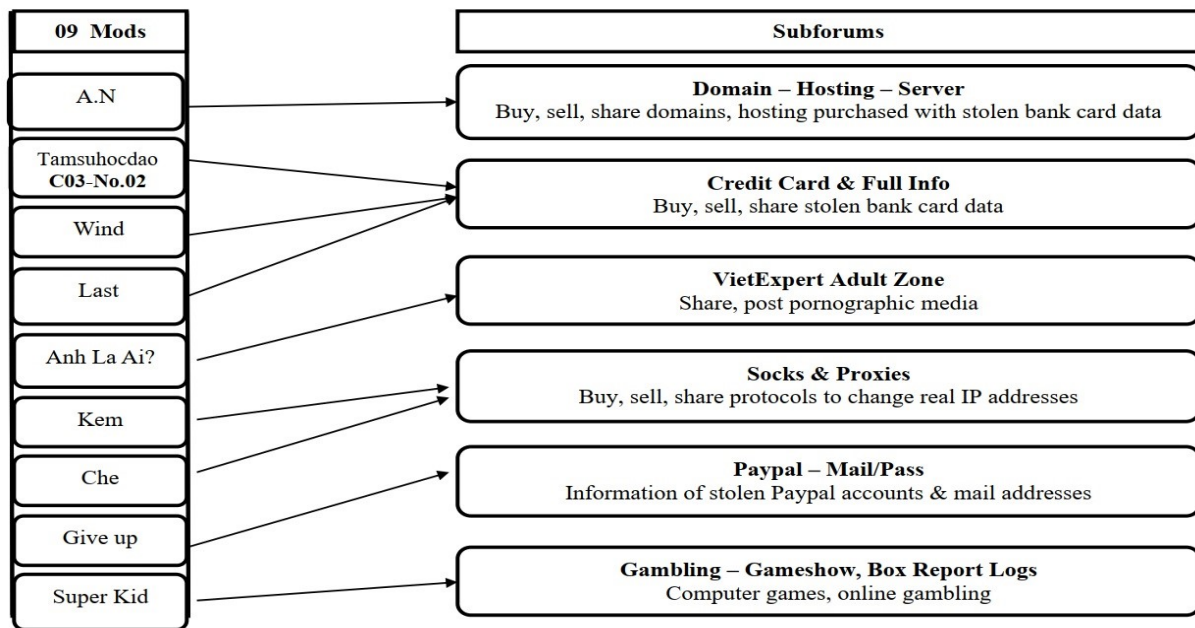 09 Mods
A.N
Tamsuhocdao
C03-No.02
Wind
Last
Anh La Ai?
Kem
Che
Give up
Super Kid
Subforums
Domain – Hosting – Server
Buy, sell, share domains, hosting purchased with stolen bank card data
Credit Card & Full Info
Buy, sell, share stolen bank card data
VietExpert Adult Zone
Share, post pornographic media
Socks & Proxies
Buy, sell, share protocols to change real IP addresses
Paypal – Mail/Pass
Information of stolen Paypal accounts & mail addresses
Gambling – Gameshow, Box Report Logs
Computer games, online gambling